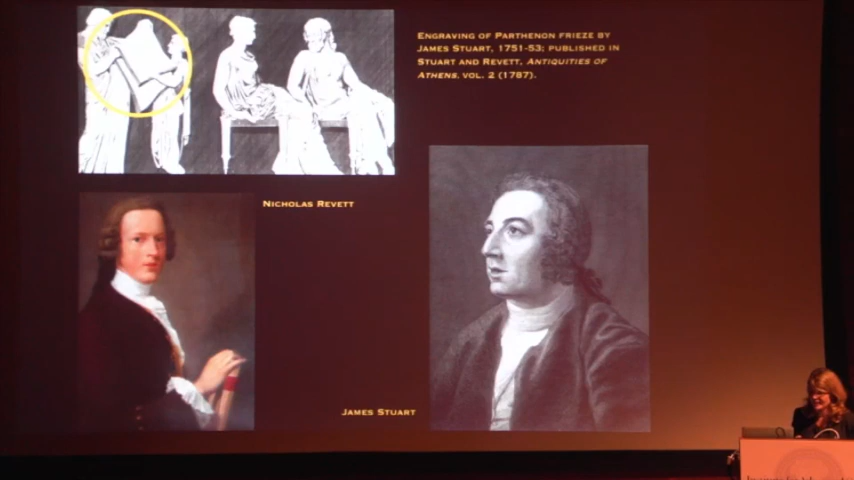 ENGRAVING OF PARTHENON FRIEZE BY
JAMES STUART, 1751-53; PUBLISHED IN
STUART AND REVETT, ANTIQUITIES OF
ATHENS, VOL. 2 (1787).
NICHOLAS REVETT
JAMES STUART